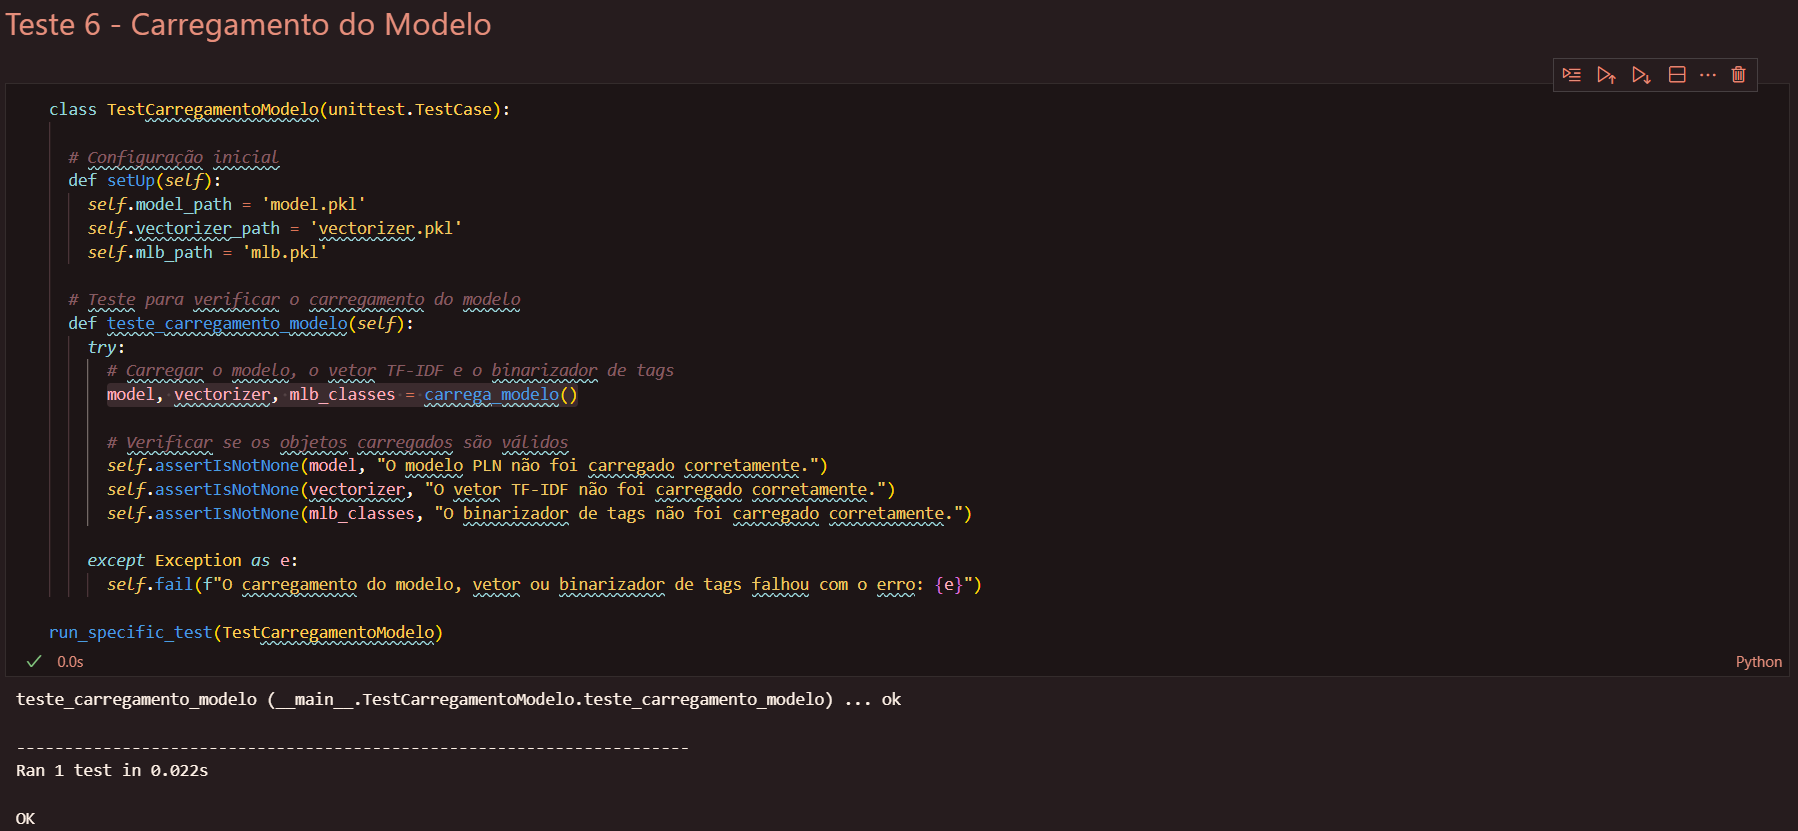 Teste 6 - Carregamento do Modelo
class TestCarregamentoModelo(unittest.TestCase):
# Configuração inicial
def setUp(self):
self.model_path = 'model.pkl'
self.vectorizer_path = 'vectorizer.pkl'
self.mlb_path = 'mlb.pkl'
# Teste para verificar o carregamento do modelo
def teste_carregamento_modelo(self):
try:
# Carregar o modelo, o vetor TF-IDF e o binarizador de tags
model, vectorizer, mlb_classes = carrega_modelo()
# Verificar se os objetos carregados são válidos
self.assertIsNotNone(model, "O modelo PLN não foi carregado corretamente.")
self.assertIsNotNone(vectorizer, "O vetor TF-IDF não foi carregado corretamente.")
self.assertIsNotNone(mlb_classes, "O binarizador de tags não foi carregado corretamente.")
except Exception as e:
self.fail(f"O carregamento do modelo, vetor ou binarizador de tags falhou com o erro: {e}")
run_specific_test(TestCarregamentoModelo)
0.0s
Python
teste_carregamento_modelo (__main__.TestCarregamentoModelo.teste_carregamento_modelo) ... ok
----------------------------------------------------------------------
Ran 1 test in 0.022s
OK